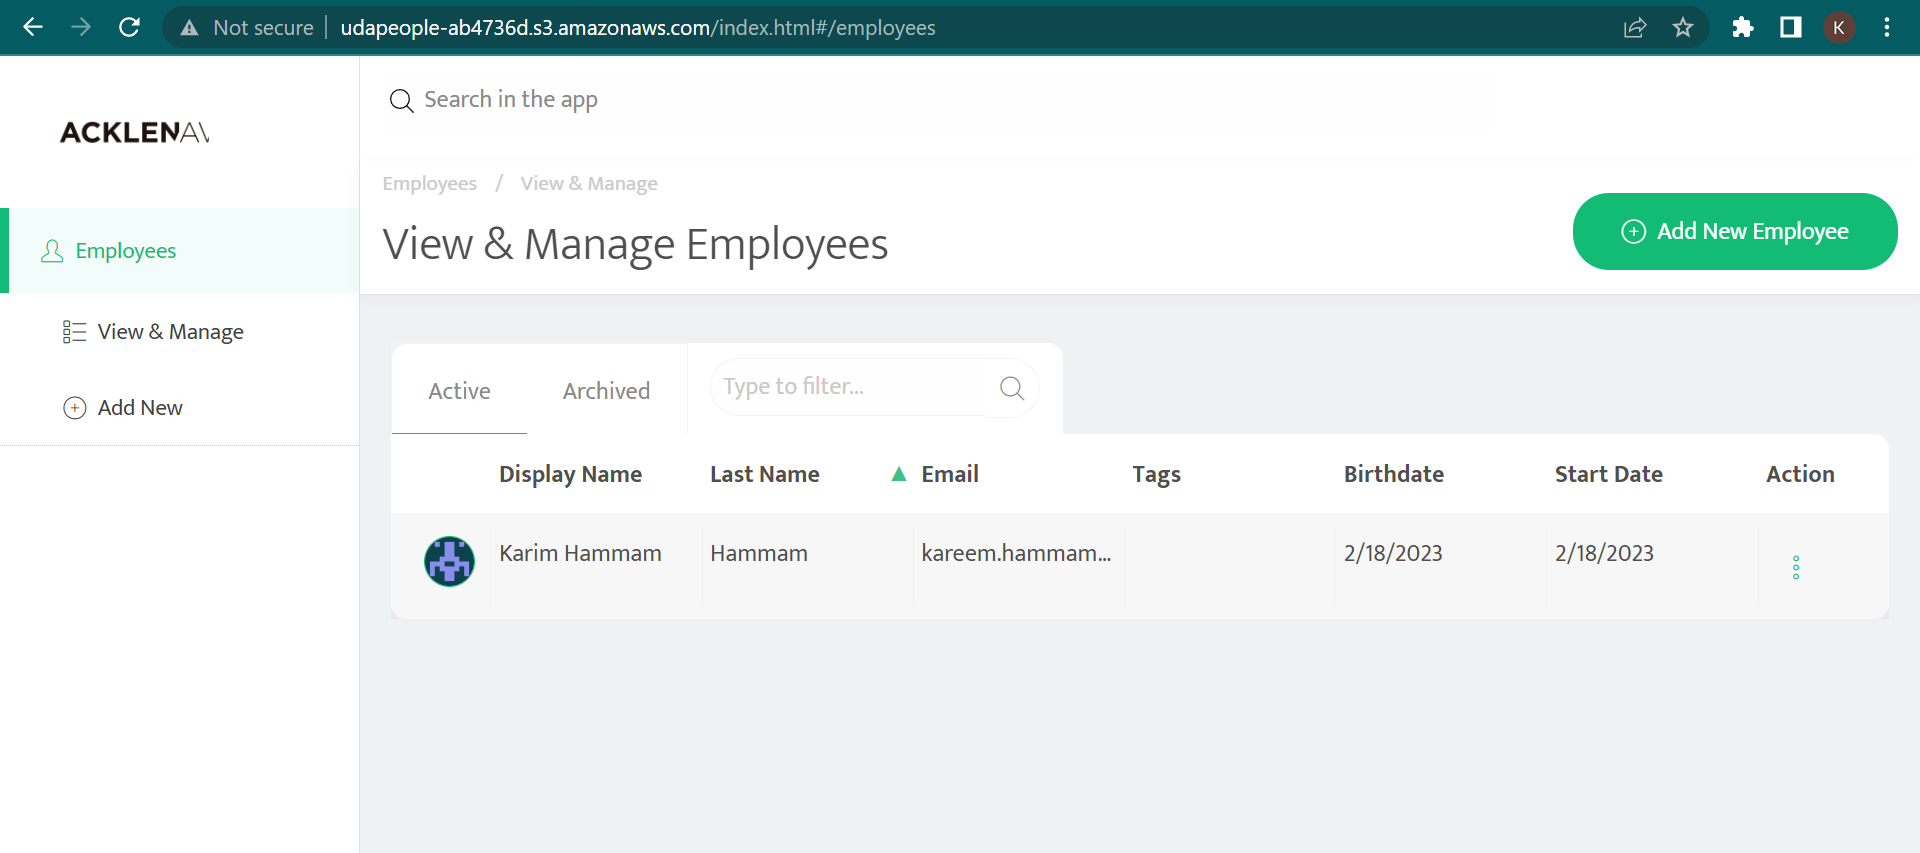 Not secure | udapeople-ab4736d.s3.amazonaws.com/index.html#/employees
K
ACKLENAV
Search in the app
Employees / View & Manage
View & Manage Employees
Add New Employee
Employees
View & Manage
Add New
Active Archived Type to filter...
Display Name Last Name Email Tags Birthdate Start Date Action
Karim Hammam Hammam kareem.hammam... 2/18/2023 2/18/2023